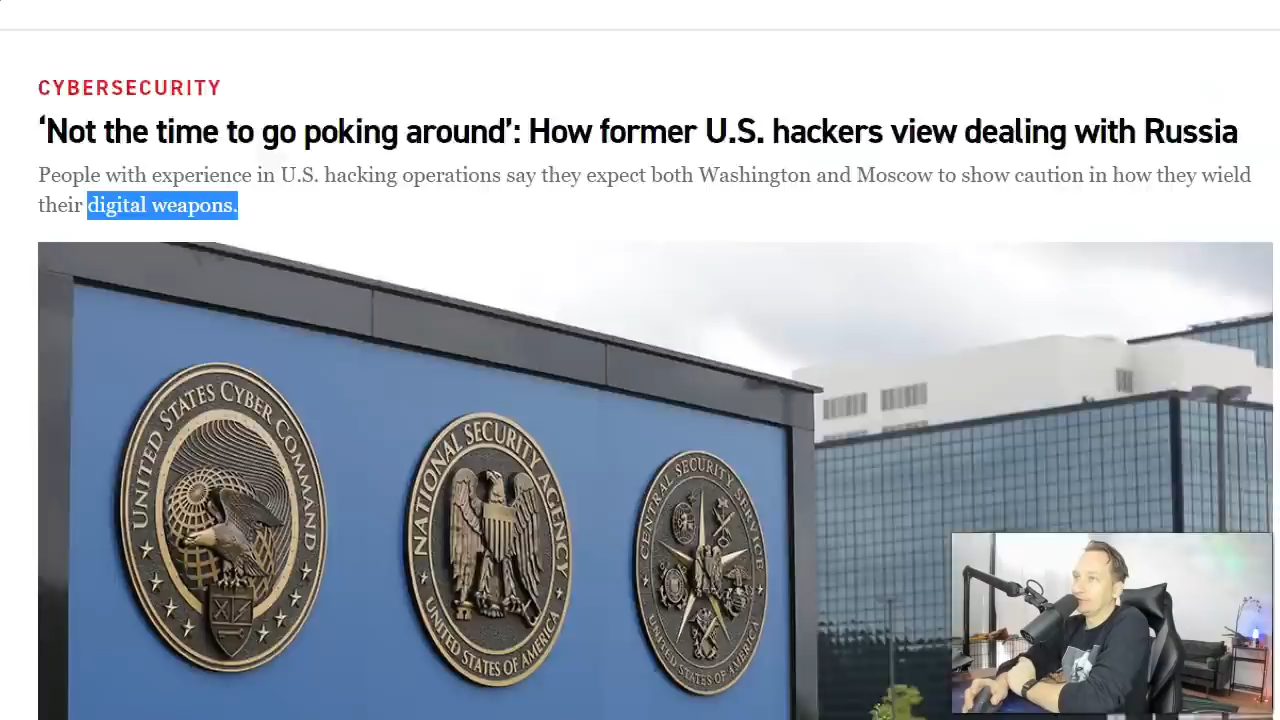 CYBERSECURITY
‘Not the time to go poking around’: How former U.S. hackers view dealing with Russia
People with experience in U.S. hacking operations say they expect both Washington and Moscow to show caution in how they wield
their digital weapons.
UNITED STATES CYBER COMMAND
NATIONAL SECURITY AGENCY
UNITED STATES OF AMERICA
CENTRAL SECURITY SERVICE
UNITED STATES OF AMERICA